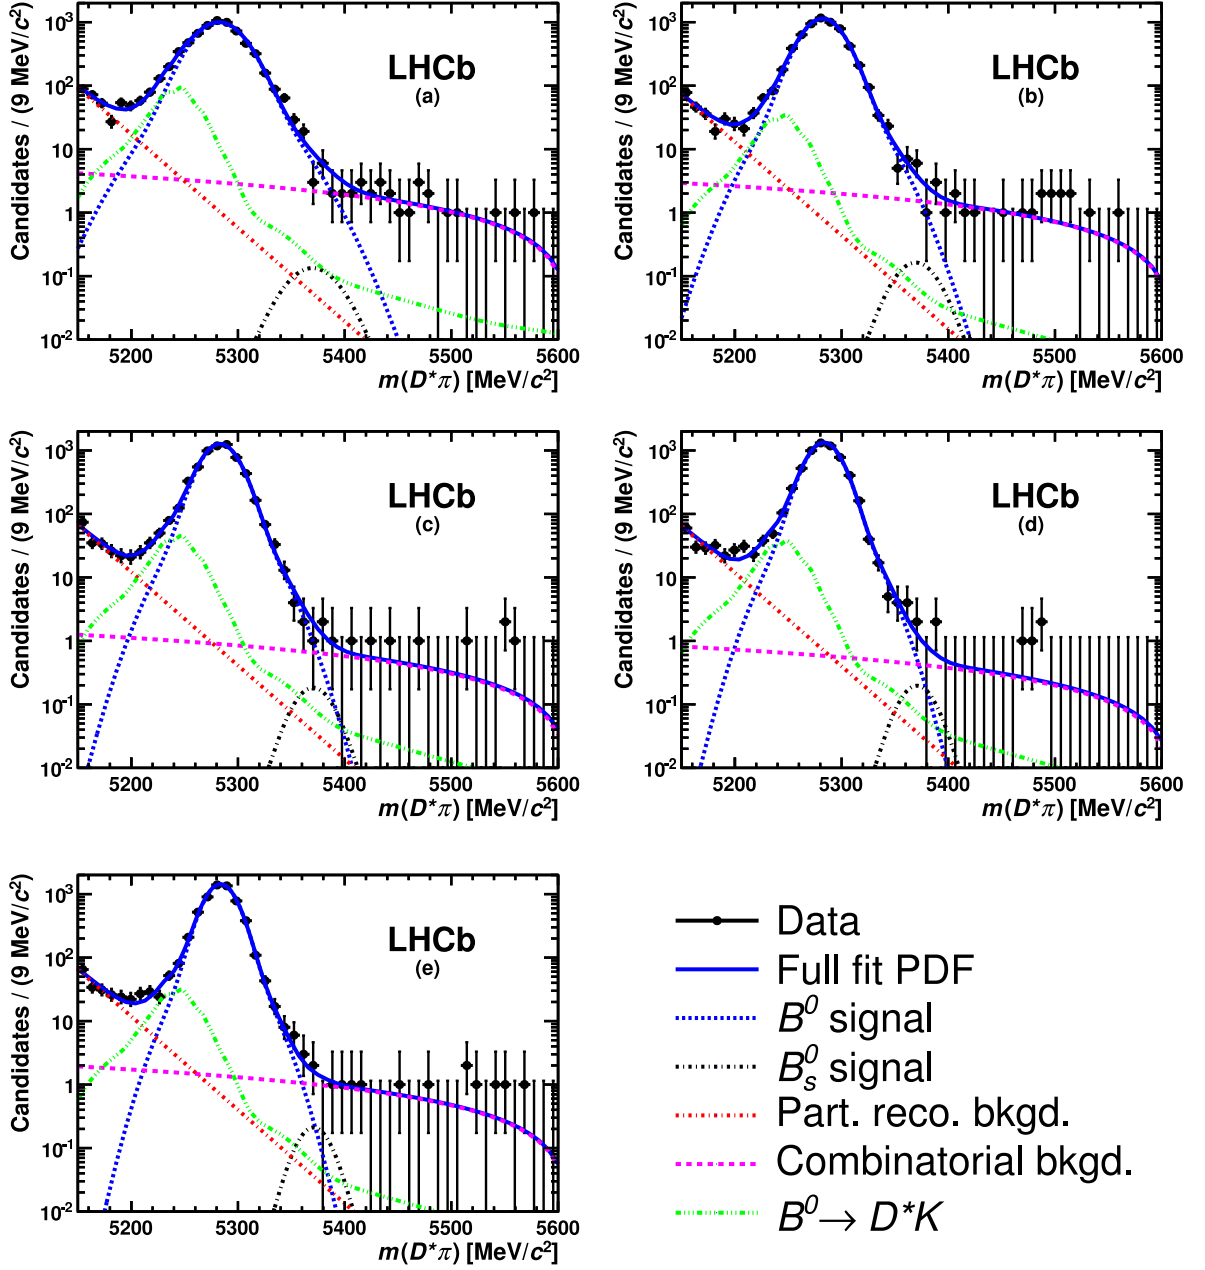 Candidates / (9 MeV/c²)
10³
10²
10
1
10⁻¹
10⁻²
LHCb
(a)
5200 5300 5400 5500 5600
m(D*π) [MeV/c²]
Candidates / (9 MeV/c²)
10³
10²
10
1
10⁻¹
10⁻²
LHCb
(b)
5200 5300 5400 5500 5600
m(D*π) [MeV/c²]
Candidates / (9 MeV/c²)
10³
10²
10
1
10⁻¹
10⁻²
LHCb
(c)
5200 5300 5400 5500 5600
m(D*π) [MeV/c²]
Candidates / (9 MeV/c²)
10³
10²
10
1
10⁻¹
10⁻²
LHCb
(d)
5200 5300 5400 5500 5600
m(D*π) [MeV/c²]
Candidates / (9 MeV/c²)
10³
10²
10
1
10⁻¹
10⁻²
LHCb
(e)
5200 5300 5400 5500 5600
m(D*π) [MeV/c²]
Data
Full fit PDF
B⁰ signal
B⁰ₛ signal
Part. reco. bkgd.
Combinatorial bkgd.
B⁰→ D*K